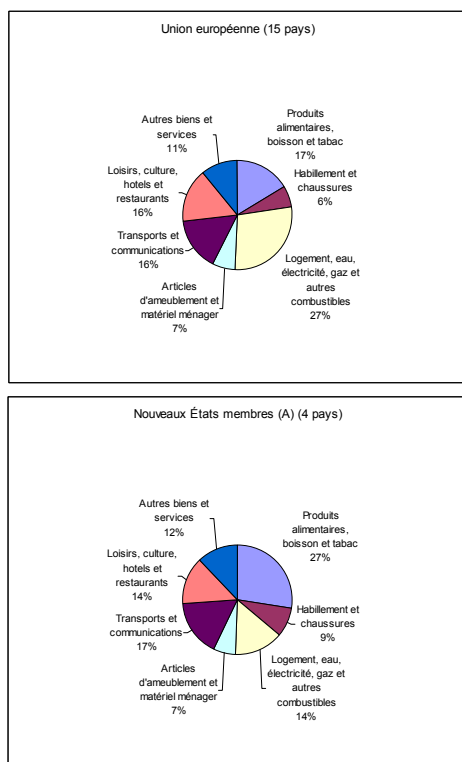 Union européenne (15 pays)
Autres biens et
services
11%
Produits
alimentaires,
boisson et tabac
17%
Loisirs, culture,
hotels et
restaurants
16%
Habillement et
chaussures
6%
Transports et
communications
16%
Logement, eau,
électricité, gaz et
autres
combustibles
27%
Articles
d'ameublement et
matériel ménager
7%
Nouveaux États membres (A) (4 pays)
Autres biens et
services
12%
Produits
alimentaires,
boisson et tabac
27%
Loisirs, culture,
hotels et
restaurants
14%
Habillement et
chaussures
9%
Transports et
communications
17%
Logement, eau,
électricité, gaz et
autres
combustibles
14%
Articles
d'ameublement et
matériel ménager
7%